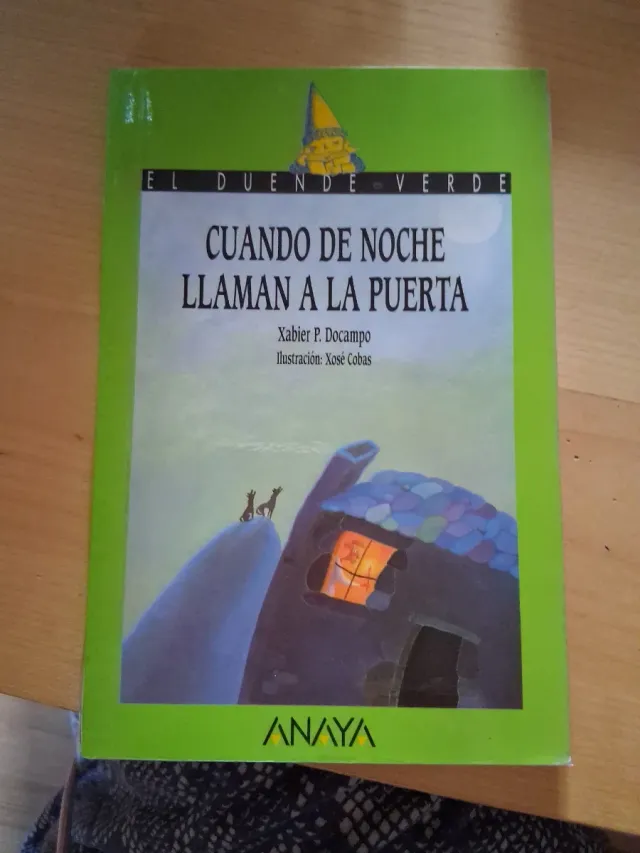 EL DUENDE VERDE
CUANDO DE NOCHE
LLAMAN A LA PUERTA
Xabier P. Docampo
Ilustración: Xosé Cobas
ANAYA